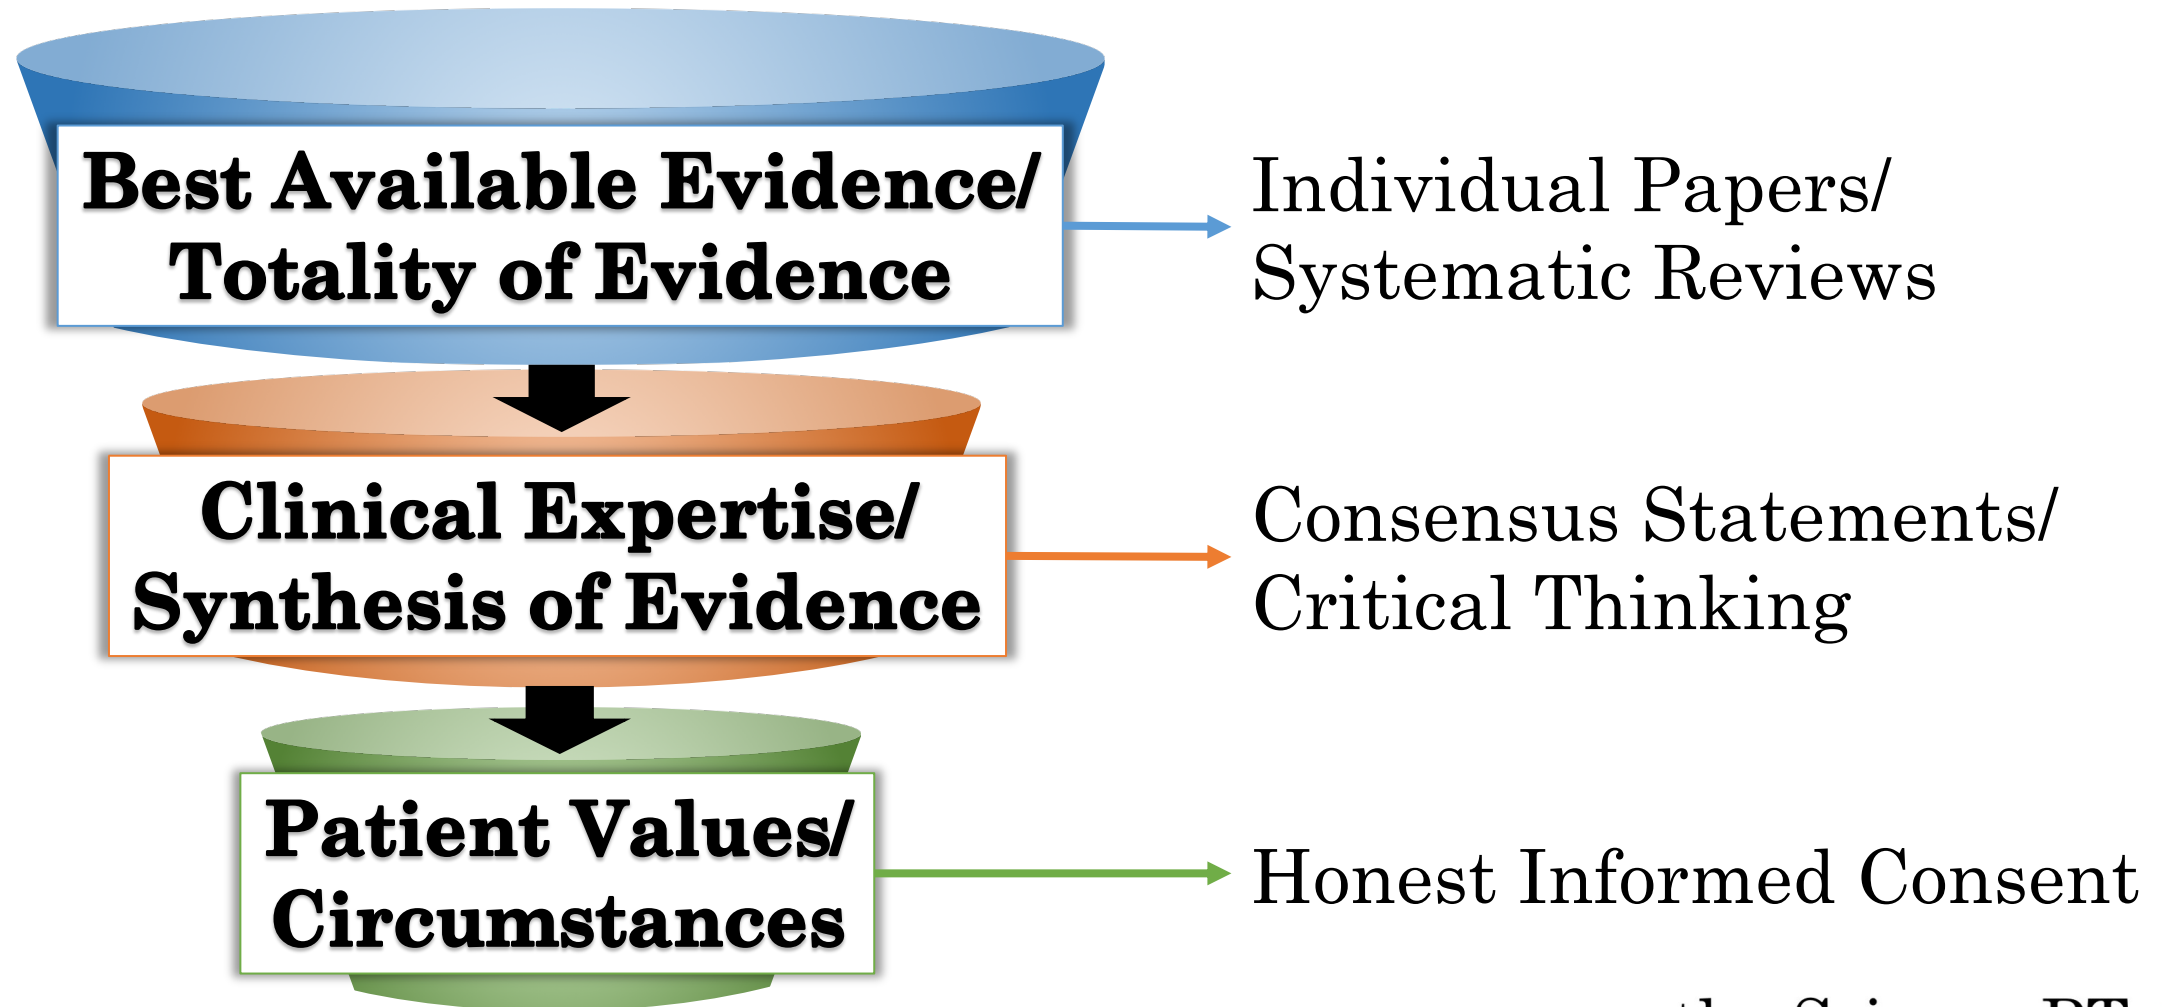 Best Available Evidence/
Totality of Evidence
Individual Papers/
Systematic Reviews
Clinical Expertise/
Synthesis of Evidence
Consensus Statements/
Critical Thinking
Patient Values/
Circumstances
Honest Informed Consent